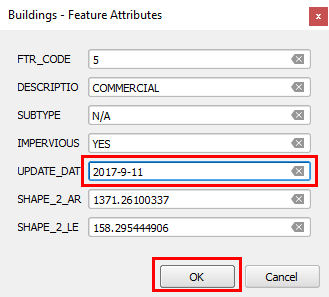 Buildings - Feature Attributes
FTR_CODE 5
DESCRIPTIO COMMERCIAL
SUBTYPE N/A
IMPERVIOUS YES
UPDATE_DAT 2017-9-11
SHAPE_2_AR 1371.26100337
SHAPE_2_LE 158.295444906
OK Cancel